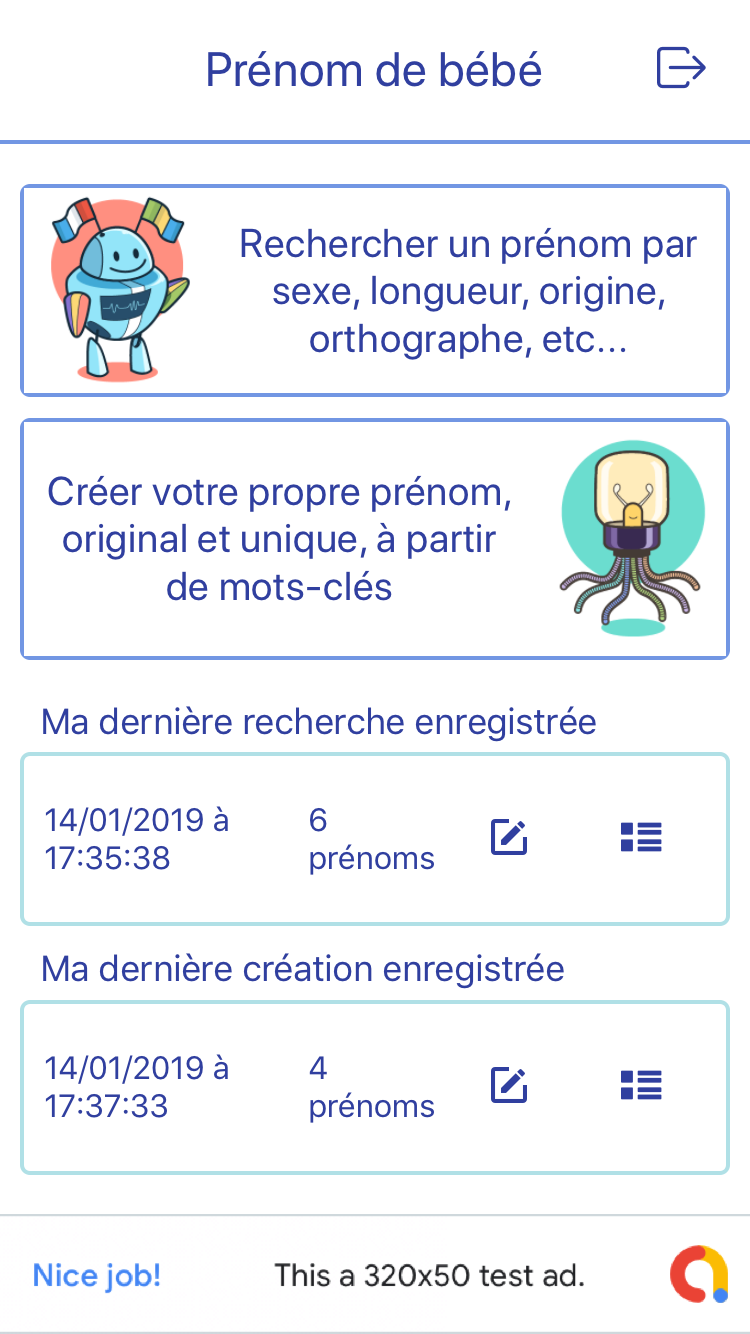 Prénom de bébé
Rechercher un prénom par
sexe, longueur, origine,
orthographe, etc...
Créer votre propre prénom,
original et unique, à partir
de mots-clés
Ma dernière recherche enregistrée
14/01/2019 à
17:35:38
6
prénoms
Ma dernière création enregistrée
14/01/2019 à
17:37:33
4
prénoms
Nice job!
This a 320x50 test ad.